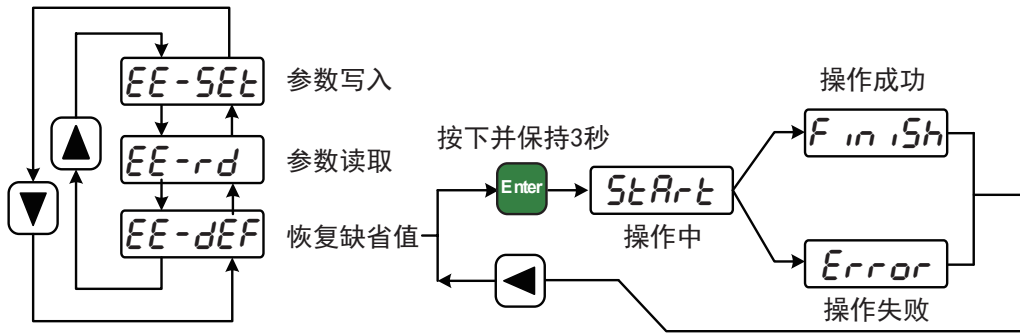 EE-SEt 参数写入
EE-rd 参数读取
EE-dEF 恢复缺省值
按下并保持3秒
Enter
StArt
操作中
操作成功
FiniSh
Error
操作失败